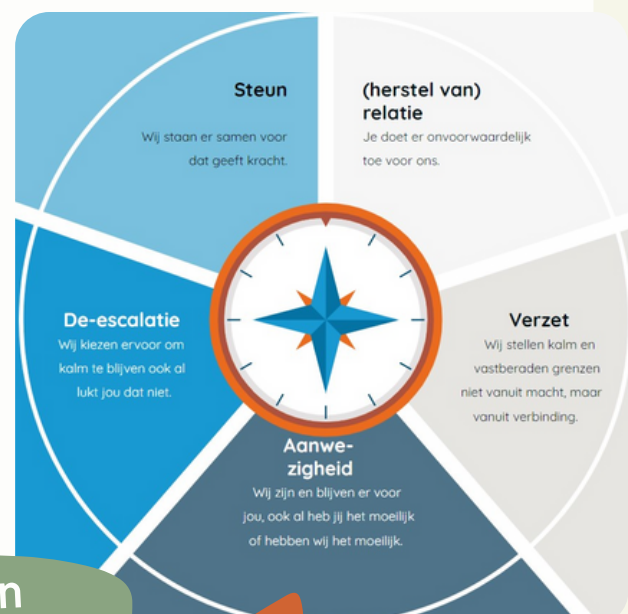 Steun
Wij staan er samen voor
dat geeft kracht.
(herstel van)
relatie
Je doet er onvoorwaardelijk
toe voor ons.
De-escalatie
Wij kiezen ervoor om
kalm te blijven ook al
lukt jou dat niet.
Verzet
Wij stellen kalm en
vastberaden grenzen
niet vanuit macht, maar
vanuit verbinding.
Aanwe-
zigheid
Wij zijn en blijven er voor
jou, ook al heb jij het moeilijk
of hebben wij het moeilijk.